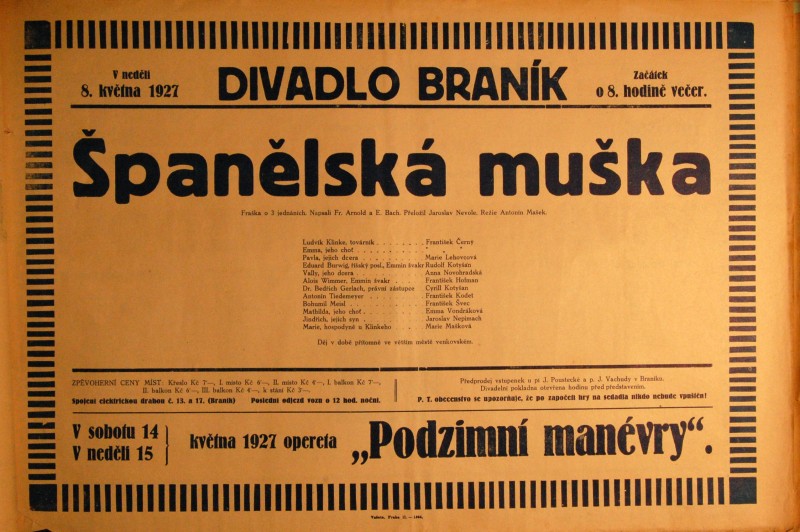 V neděli
8. května 1927
DIVADLO BRANÍK
Začátek
o 8. hodině večer.
Španělská muška
Fraška o 3 jednáních. Napsali Fr. Arnold a E. Bach. Přeložil Jaroslav Nevole. Režie Antonín Mašek.
Ludvík Klinke, továrník . . . . . . . . František Černý
Emma, jeho choť . . . . . . . . . . . „ „
Pavla, jejich dcera . . . . . . . . . . Marie Lehovcová
Eduard Burwig, říšský posl., Emmin švakr Rudolf Kotyšan
Vally, jeho dcera . . . . . . . . . . . Anna Novohradská
Alois Wimmer, Emmin švakr . . . . . František Holman
Dr. Bedřich Gerlach, právní zástupce Cyrill Kotyšan
Antonín Tiedemeyer . . . . . . . . . František Kodet
Bohumil Meisl . . . . . . . . . . . . František Švec
Mathilda, jeho choť . . . . . . . . . Emma Vondráková
Jindřich, jejich syn . . . . . . . . . . Jaroslav Nepimach
Marie, hospodyně u Klinkeho . . . . Marie Mašková
Děj v době přítomné ve větším městě venkovském.
ZPĚVOHERNÍ CENY MÍST: Křeslo Kč 7·—, I. místo Kč 6·—, II. místo Kč 4·—, I. balkon Kč 7·—,
II. balkon Kč 6·—, III. balkon Kč 4·—, k stání Kč 2·—.
Spojení elektrickou drahou č. 13. a 17. (Braník) Poslední odjezd vozu o 12 hod. noční.
Předprodej vstupenek u pí J. Poustecké a p. J. Vachudy v Braníku.
Divadelní pokladna otevřena hodinu před představením.
P. T. obecenstvo se upozorňuje, že po započetí hry na sedadla nikdo nebude vpuštěn!
V sobotu 14
V neděli 15
května 1927 opereta
„Podzimní manévry“.